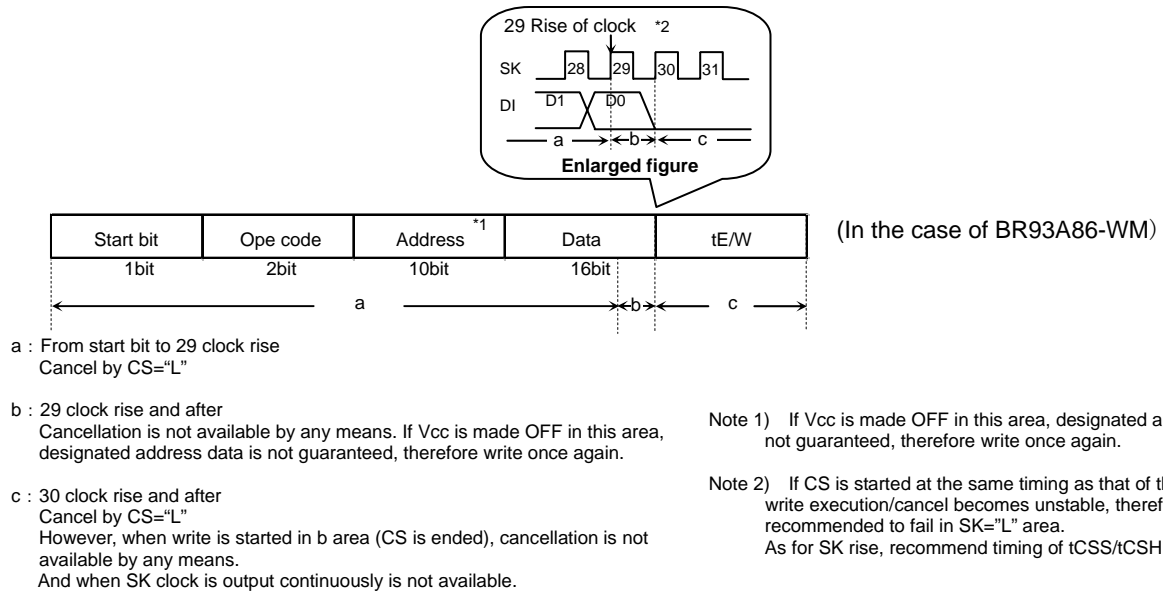 29 Rise of clock *2
SK 28 29 30 31
DI D1 D0
a b c
Enlarged figure
Start bit Ope code Address *1 Data tE/W (In the case of BR93A86-WM)
1bit 2bit 10bit 16bit
a b c
a : From start bit to 29 clock rise
Cancel by CS=“L”
b : 29 clock rise and after
Cancellation is not available by any means. If Vcc is made OFF in this area,
designated address data is not guaranteed, therefore write once again.
c : 30 clock rise and after
Cancel by CS=“L”
However, when write is started in b area (CS is ended), cancellation is not
available by any means.
And when SK clock is output continuously is not available.
Note 1) If Vcc is made OFF in this area, designated a
not guaranteed, therefore write once again.
Note 2) If CS is started at the same timing as that of
write execution/cancel becomes unstable,
recommended to fail in SK=”L” area.
As for SK rise, recommend timing of tCSS/tCSH